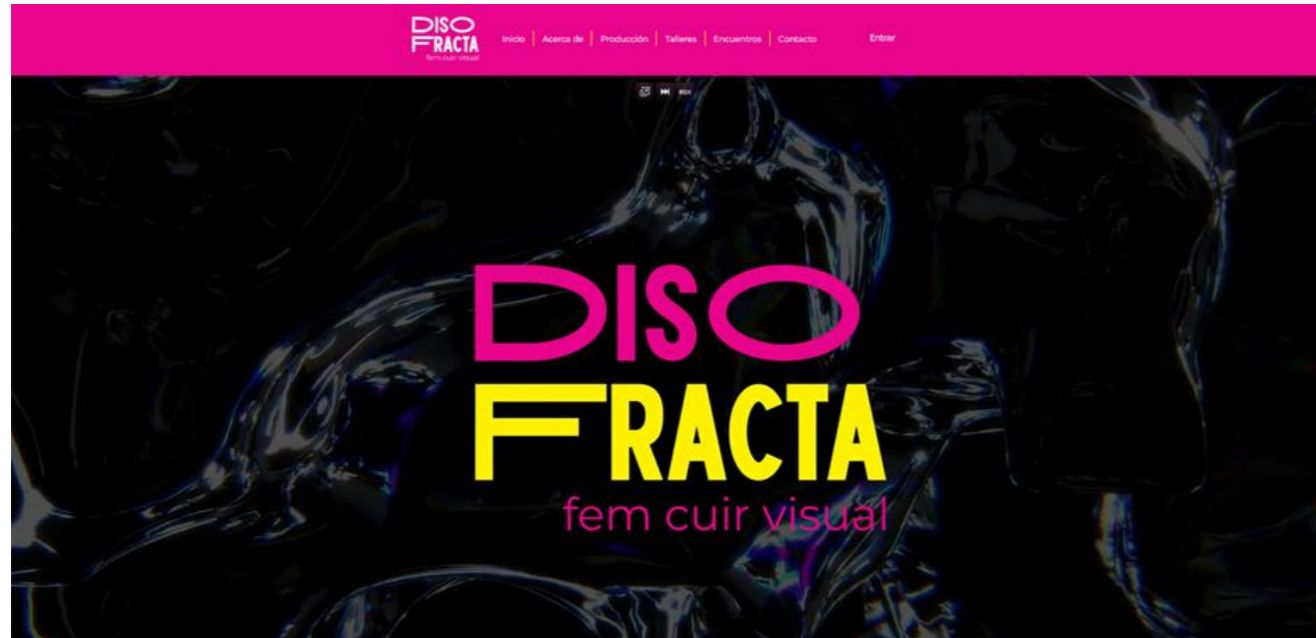 DISO
FRACTA
fem cuir visual
Inicio | Acerca de | Producción | Talleres | Encuentros | Contacto
Entrar
DISO
FRACTA
fem cuir visual